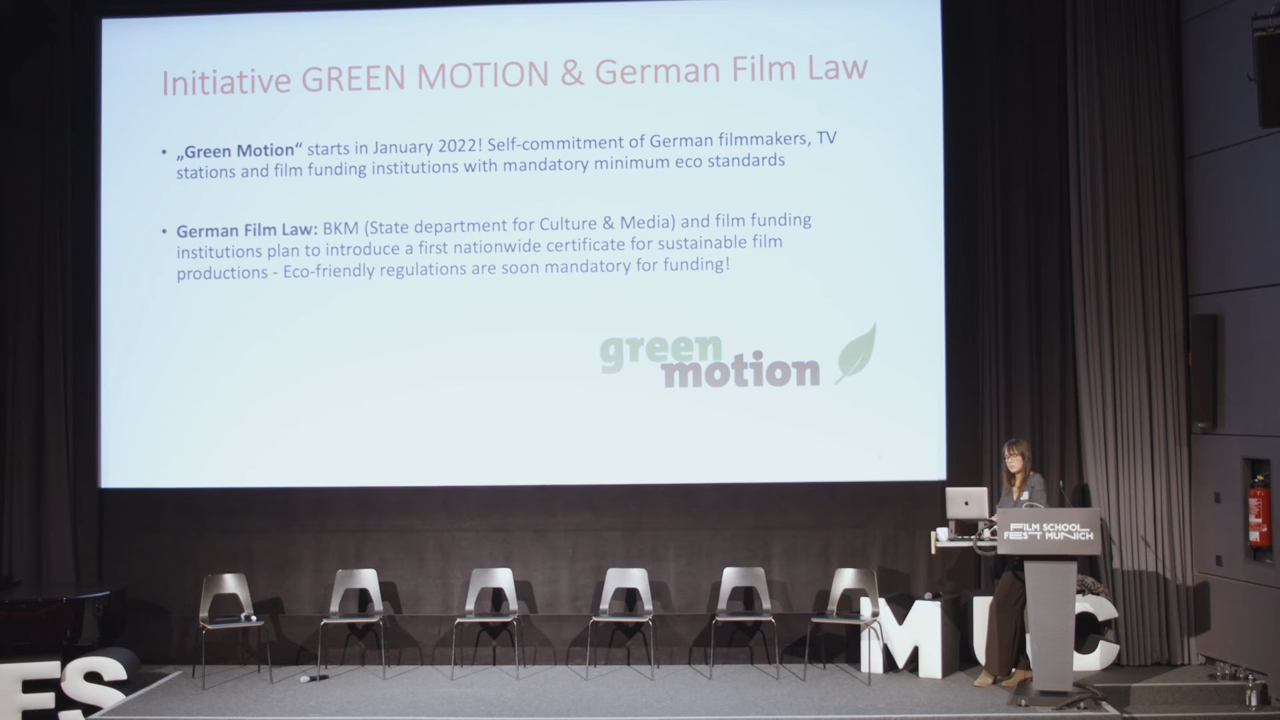 Initiative GREEN MOTION & German Film Law
• „Green Motion“ starts in January 2022! Self-commitment of German filmmakers, TV
stations and film funding institutions with mandatory minimum eco standards
• German Film Law: BKM (State department for Culture & Media) and film funding
institutions plan to introduce a first nationwide certificate for sustainable film
productions - Eco-friendly regulations are soon mandatory for funding!
green
motion
FILM SCHOOL
FEST MUNICH
MUC
ES